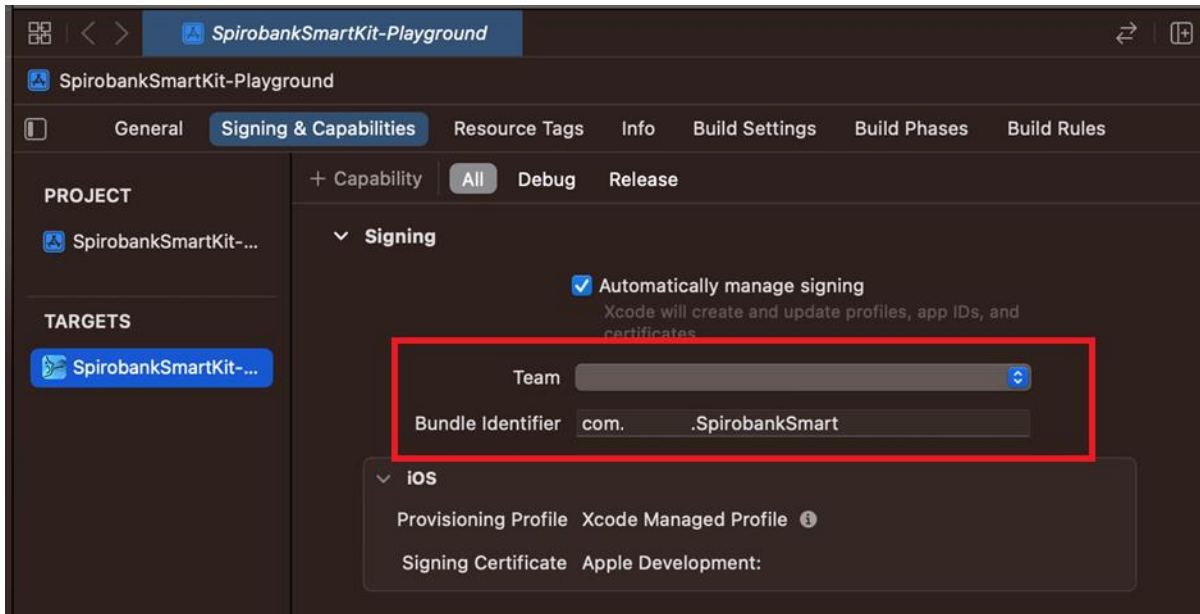 SpirobankSmartKit-Playground
SpirobankSmartKit-Playground
General Signing & Capabilities Resource Tags Info Build Settings Build Phases Build Rules
PROJECT
SpirobankSmartKit-...
TARGETS
SpirobankSmartKit-...
+ Capability All Debug Release
Signing
Automatically manage signing
Xcode will create and update profiles, app IDs, and
certificates
Team
Bundle Identifier com. .SpirobankSmart
iOS
Provisioning Profile Xcode Managed Profile
Signing Certificate Apple Development: